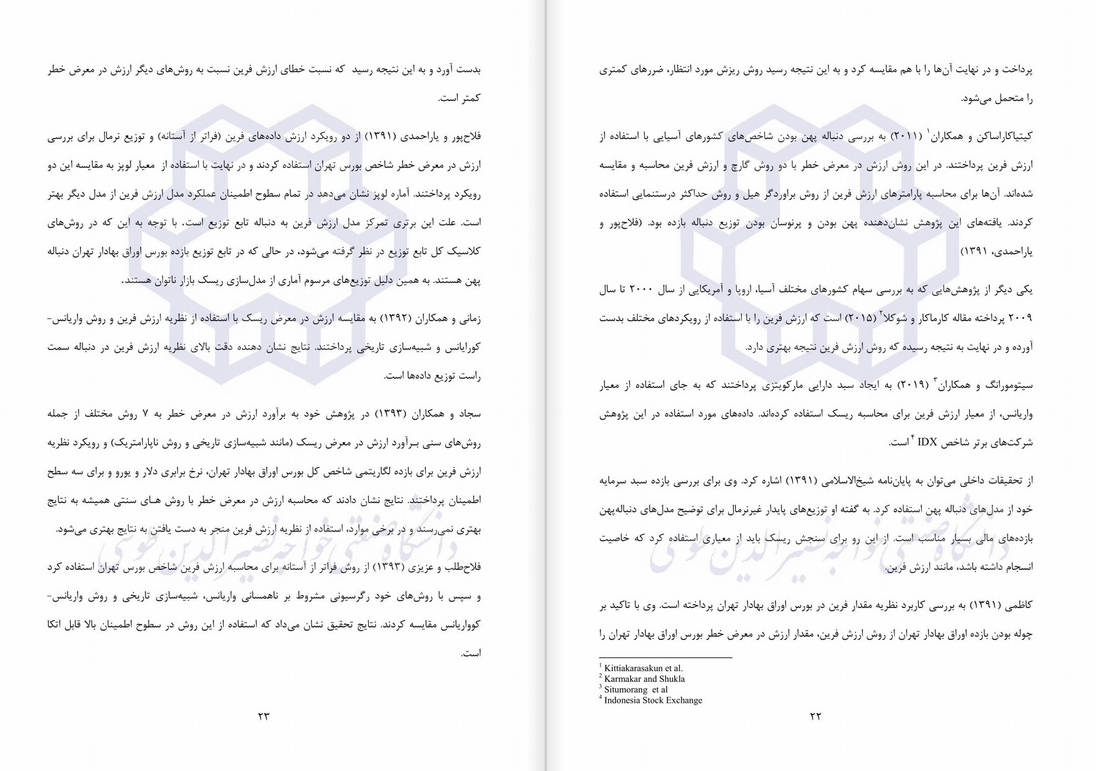 پرداخت و در نهایت آن‌ها را با هم مقایسه کرد و به این نتیجه رسید روش ریزش مورد انتظار، ضررهای کمتری
را متحمل می‌شود.
کیتیاکاراساکن و همکاران۱ (۲۰۱۱) به بررسی دنباله پهن بودن شاخص‌های کشورهای آسیایی با استفاده از
ارزش فرین پرداختند. در این روش ارزش در معرض خطر با دو روش گارچ و ارزش فرین محاسبه و مقایسه
شده‌اند. آن‌ها برای محاسبه پارامترهای ارزش فرین از روش براوردگر هیل و روش حداکثر درستنمایی استفاده
کردند. یافته‌های این پژوهش نشان‌دهنده پهن بودن و پرنوسان بودن توزیع دنباله بازده بود. (فلاح‌پور و
یاراحمدی، ۱۳۹۱)
یکی دیگر از پژوهش‌هایی که به بررسی سهام کشورهای مختلف آسیا، اروپا و آمریکایی از سال ۲۰۰۰ تا سال
۲۰۰۹ پرداخته مقاله کارماکار و شوکلا۲ (۲۰۱۵) است که ارزش فرین را با استفاده از رویکردهای مختلف بدست
آورده و در نهایت به نتیجه رسیده که روش ارزش فرین نتیجه بهتری دارد.
سیتومورانگ و همکاران۳ (۲۰۱۹) به ایجاد سبد دارایی مارکویتزی پرداختند که به جای استفاده از معیار
واریانس، از معیار ارزش فرین برای محاسبه ریسک استفاده کرده‌اند. داده‌های مورد استفاده در این پژوهش
شرکت‌های برتر شاخص IDX ۴ است.
از تحقیقات داخلی می‌توان به پایان‌نامه شیخ‌الاسلامی (۱۳۹۱) اشاره کرد. وی برای بررسی بازده سبد سرمایه
خود از مدل‌های دنباله پهن استفاده کرد. به گفته او توزیع‌های پایدار غیرنرمال برای توضیح مدل‌های دنباله‌پهن
بازده‌های مالی بسیار مناسب است. از این رو برای سنجش ریسک باید از معیاری استفاده کرد که خاصیت
انسجام داشته باشد، مانند ارزش فرین.
کاظمی (۱۳۹۱) به بررسی کاربرد نظریه مقدار فرین در بورس اوراق بهادار تهران پرداخته است. وی با تاکید بر
چوله بودن بازده اوراق بهادار تهران از روش ارزش فرین، مقدار ارزش در معرض خطر بورس اوراق بهادار تهران را
1 Kittiakarasakun et al.
2 Karmakar and Shukla
3 Situmorang et al
4 Indonesia Stock Exchange
۲۲
دانشگاه صنعتی خواجه نصیرالدین طوسی
بدست آورد و به این نتیجه رسید که نسبت خطای ارزش فرین نسبت به روش‌های دیگر ارزش در معرض خطر
کمتر است.
فلاح‌پور و یاراحمدی (۱۳۹۱) از دو رویکرد ارزش داده‌های فرین (فراتر از آستانه) و توزیع نرمال برای بررسی
ارزش در معرض خطر شاخص بورس تهران استفاده کردند و در نهایت با استفاده از معیار لوپز به مقایسه این دو
رویکرد پرداختند. آماره لوپز نشان می‌دهد در تمام سطوح اطمینان عملکرد مدل ارزش فرین از مدل دیگر بهتر
است. علت این برتری تمرکز مدل ارزش فرین به دنباله تابع توزیع است. با توجه به این که در روش‌های
کلاسیک کل تابع توزیع در نظر گرفته می‌شود، در حالی که در تابع توزیع بازده بورس اوراق بهادار تهران دنباله
پهن هستند. به همین دلیل توزیع‌های مرسوم آماری از مدل‌سازی ریسک بازار ناتوان هستند.
زمانی و همکاران (۱۳۹۲) به مقایسه ارزش در معرض ریسک با استفاده از نظریه ارزش فرین و روش واریانس-
کورایانس و شبیه‌سازی تاریخی پرداختند. نتایج نشان دهنده دقت بالای نظریه ارزش فرین در دنباله سمت
راست توزیع داده‌ها است.
سجاد و همکاران (۱۳۹۳) در پژوهش خود به برآورد ارزش در معرض خطر به ۷ روش مختلف از جمله
روش‌های سنی بـرآورد ارزش در معرض ریسک (مانند شبیه‌سازی تاریخی و روش ناپارامتریک) و رویکرد نظریه
ارزش فرین برای بازده لگاریتمی شاخص کل بورس اوراق بهادار تهران، نرخ برابری دلار و یورو و برای سه سطح
اطمینان پرداختند. نتایج نشان دادند که محاسبه ارزش در معرض خطر با روش هـای سنتی همیشه به نتایج
بهتری نمی‌رسند و در برخی موارد، استفاده از نظریه ارزش فرین منجر به دست یافتن به نتایج بهتری می‌شود.
فلاح‌طلب و عزیزی (۱۳۹۳) از روش فراتر از آستانه برای محاسبه ارزش فرین شاخص بورس تهران استفاده کرد
و سپس با روش‌های خود رگرسیونی مشروط بر ناهمسانی واریانس، شبیه‌سازی تاریخی و روش واریانس-
کوواریانس مقایسه کردند. نتایج تحقیق نشان می‌داد که استفاده از این روش در سطوح اطمینان بالا قابل اتکا
است.
۲۳
دانشگاه صنعتی خواجه نصیرالدین طوسی